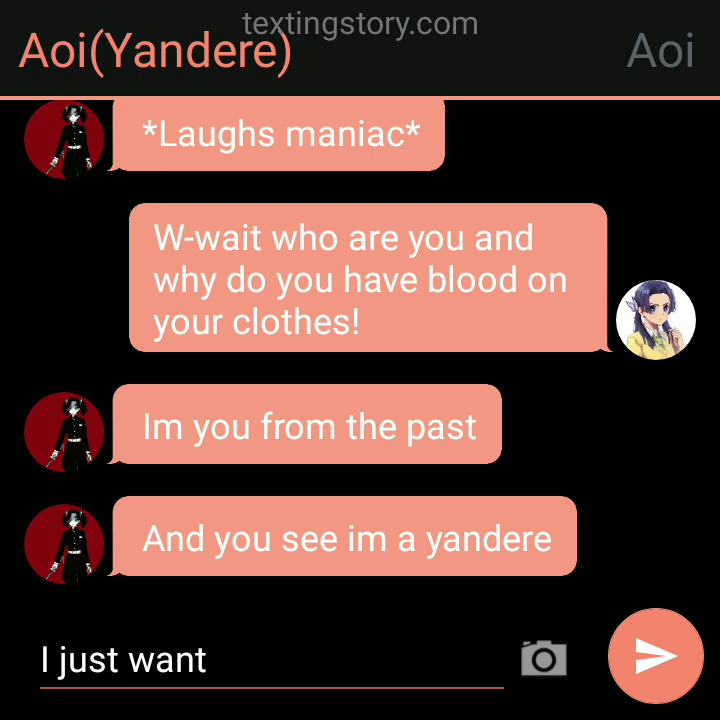 textingstory.com
Aoi(Yandere)
Aoi
*Laughs maniac*
W-wait who are you and
why do you have blood on
your clothes!
Im you from the past
And you see im a yandere
I just want